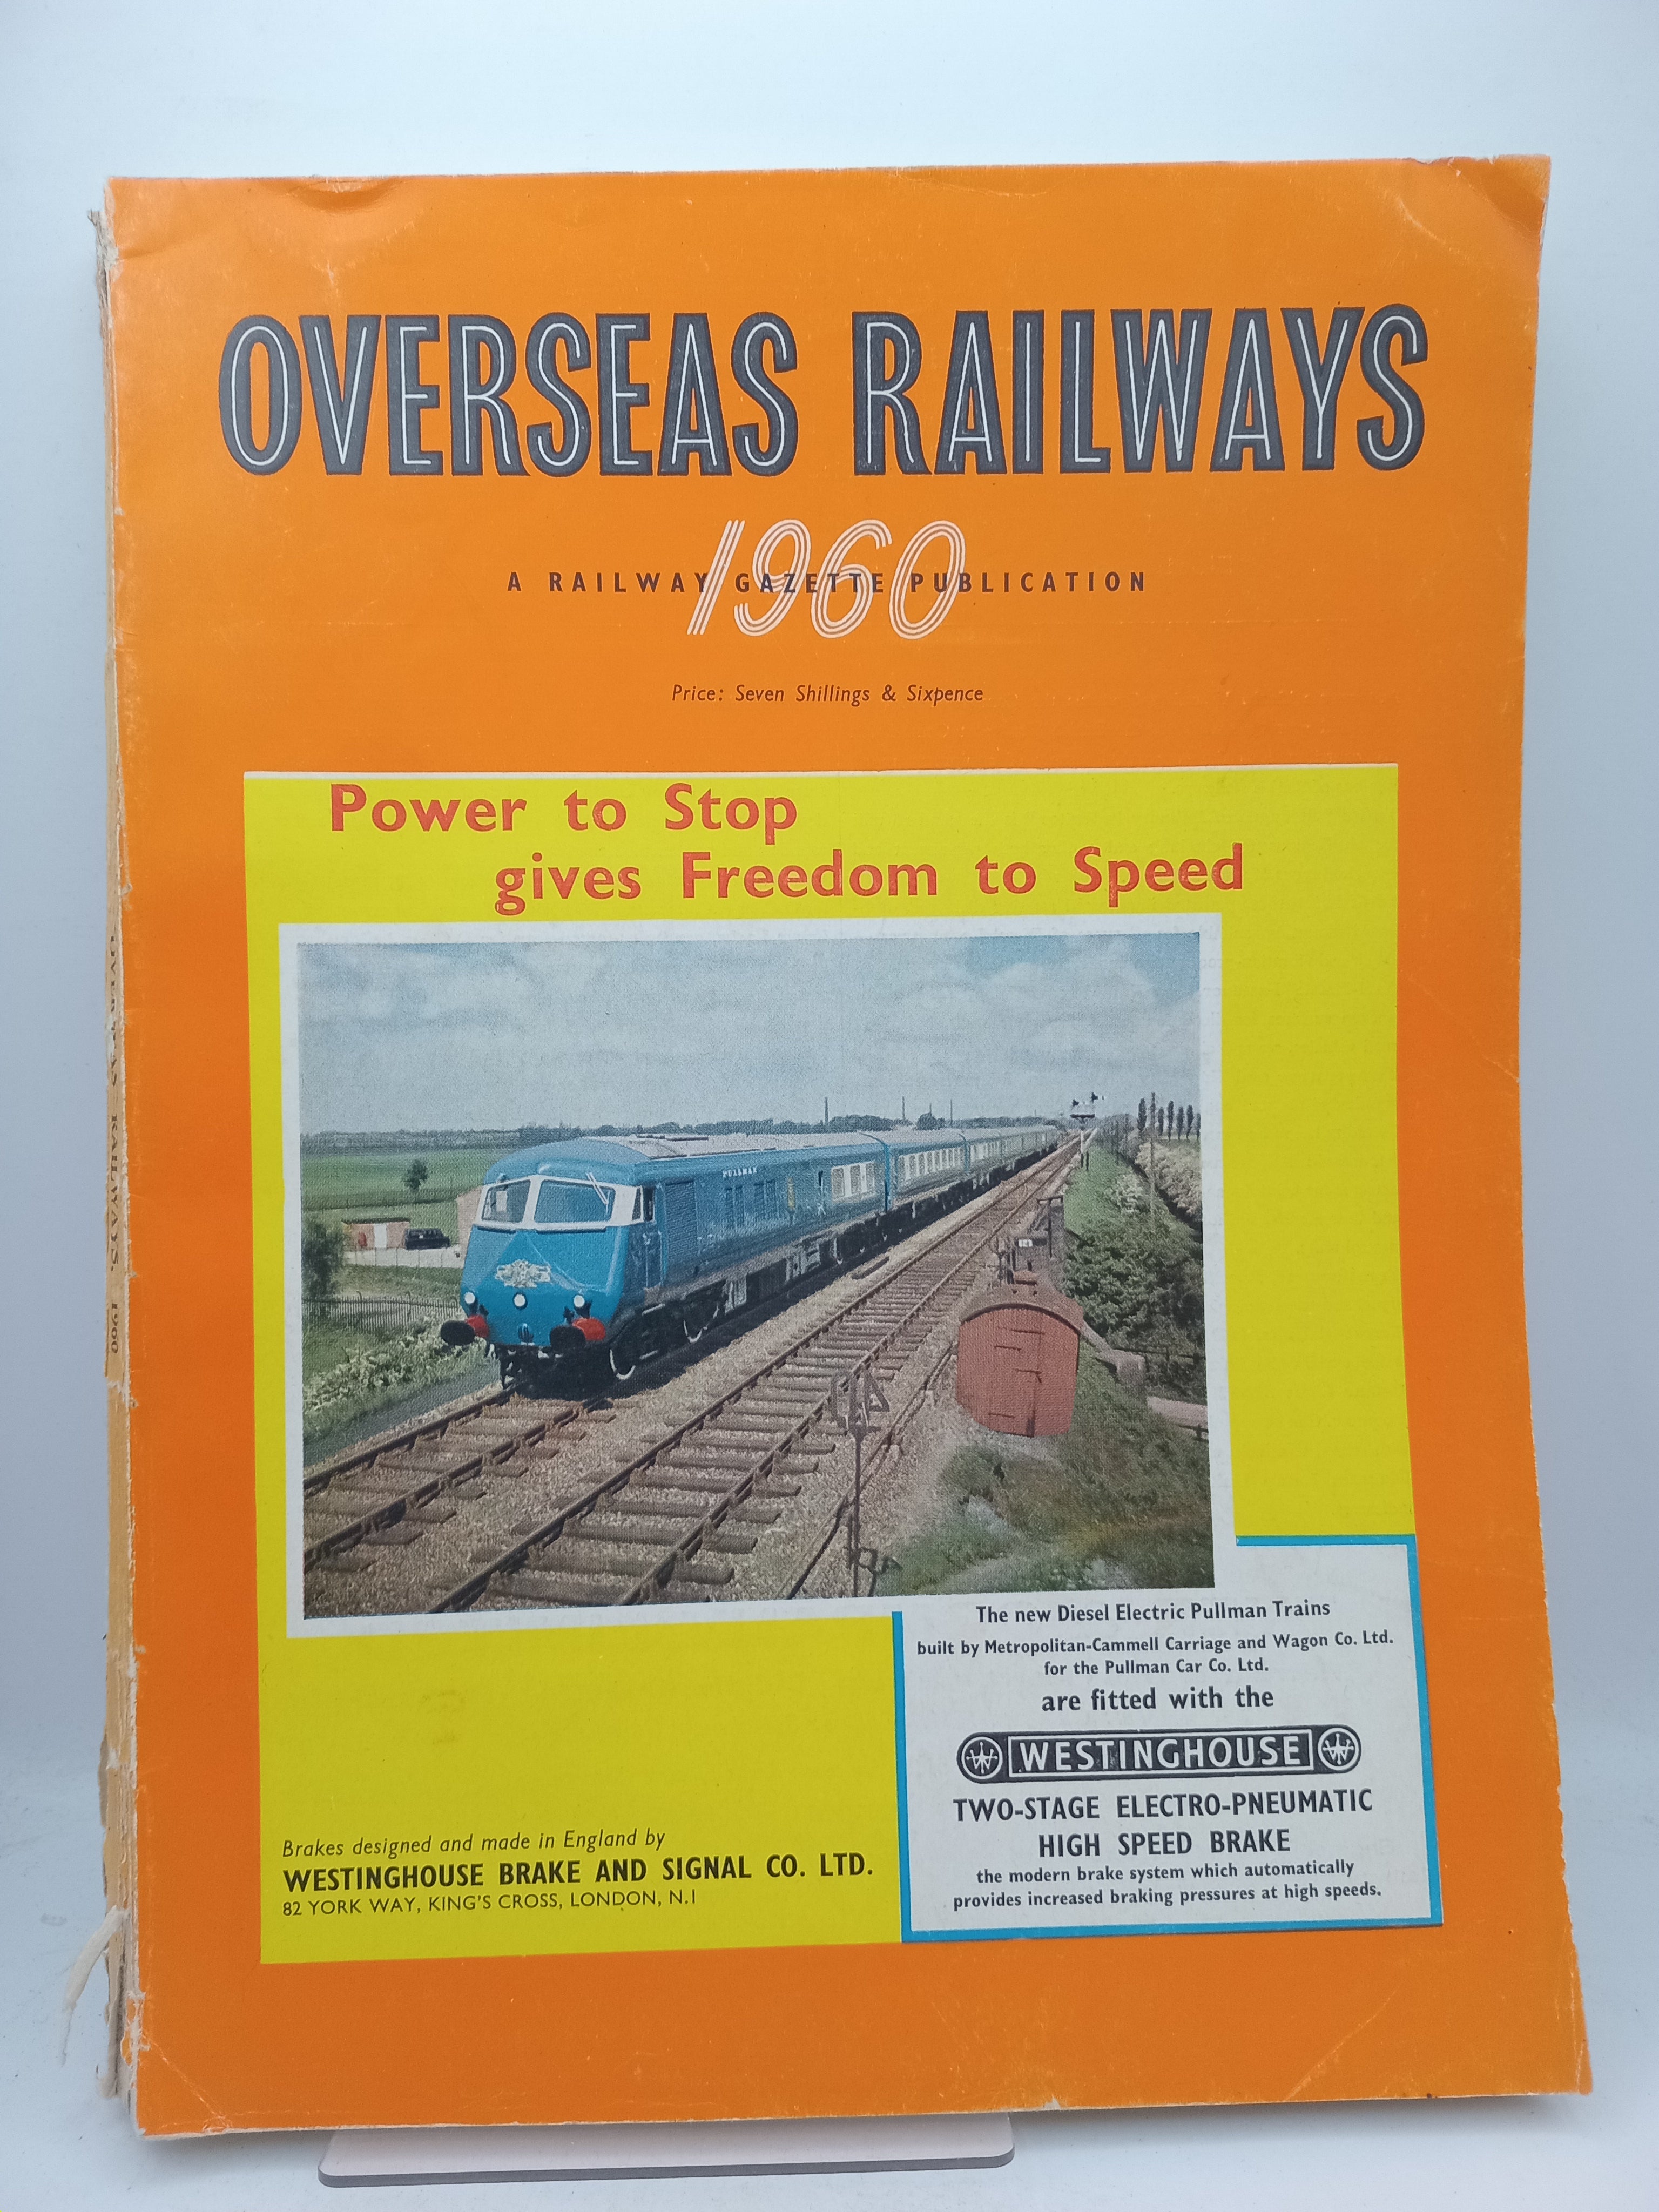 OVERSEAS RAILWAYS
1960
A RAILWAY GAZETTE PUBLICATION
Price: Seven Shillings & Sixpence
Power to Stop
gives Freedom to Speed
PULLMAN
The new Diesel Electric Pullman Trains
built by Metropolitan-Cammell Carriage and Wagon Co. Ltd.
for the Pullman Car Co. Ltd.
are fitted with the
WESTINGHOUSE
TWO-STAGE ELECTRO-PNEUMATIC
HIGH SPEED BRAKE
the modern brake system which automatically
provides increased braking pressures at high speeds.
Brakes designed and made in England by
WESTINGHOUSE BRAKE AND SIGNAL CO. LTD.
82 YORK WAY, KING'S CROSS, LONDON, N.1
OVERSEAS RAILWAYS. 1960